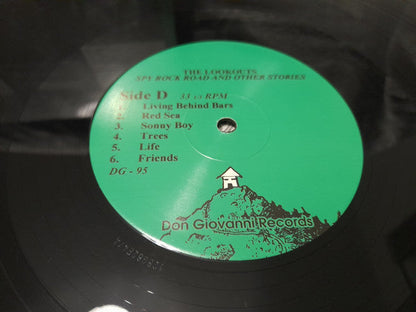 THE LOOKOUTS
SPY ROCK ROAD AND OTHER STORIES
Side D 33 1/3 RPM
1. Living Behind Bars
2. Red Sea
3. Sonny Boy
4. Trees
5. Life
6. Friends
DG - 95
Don Giovanni Records